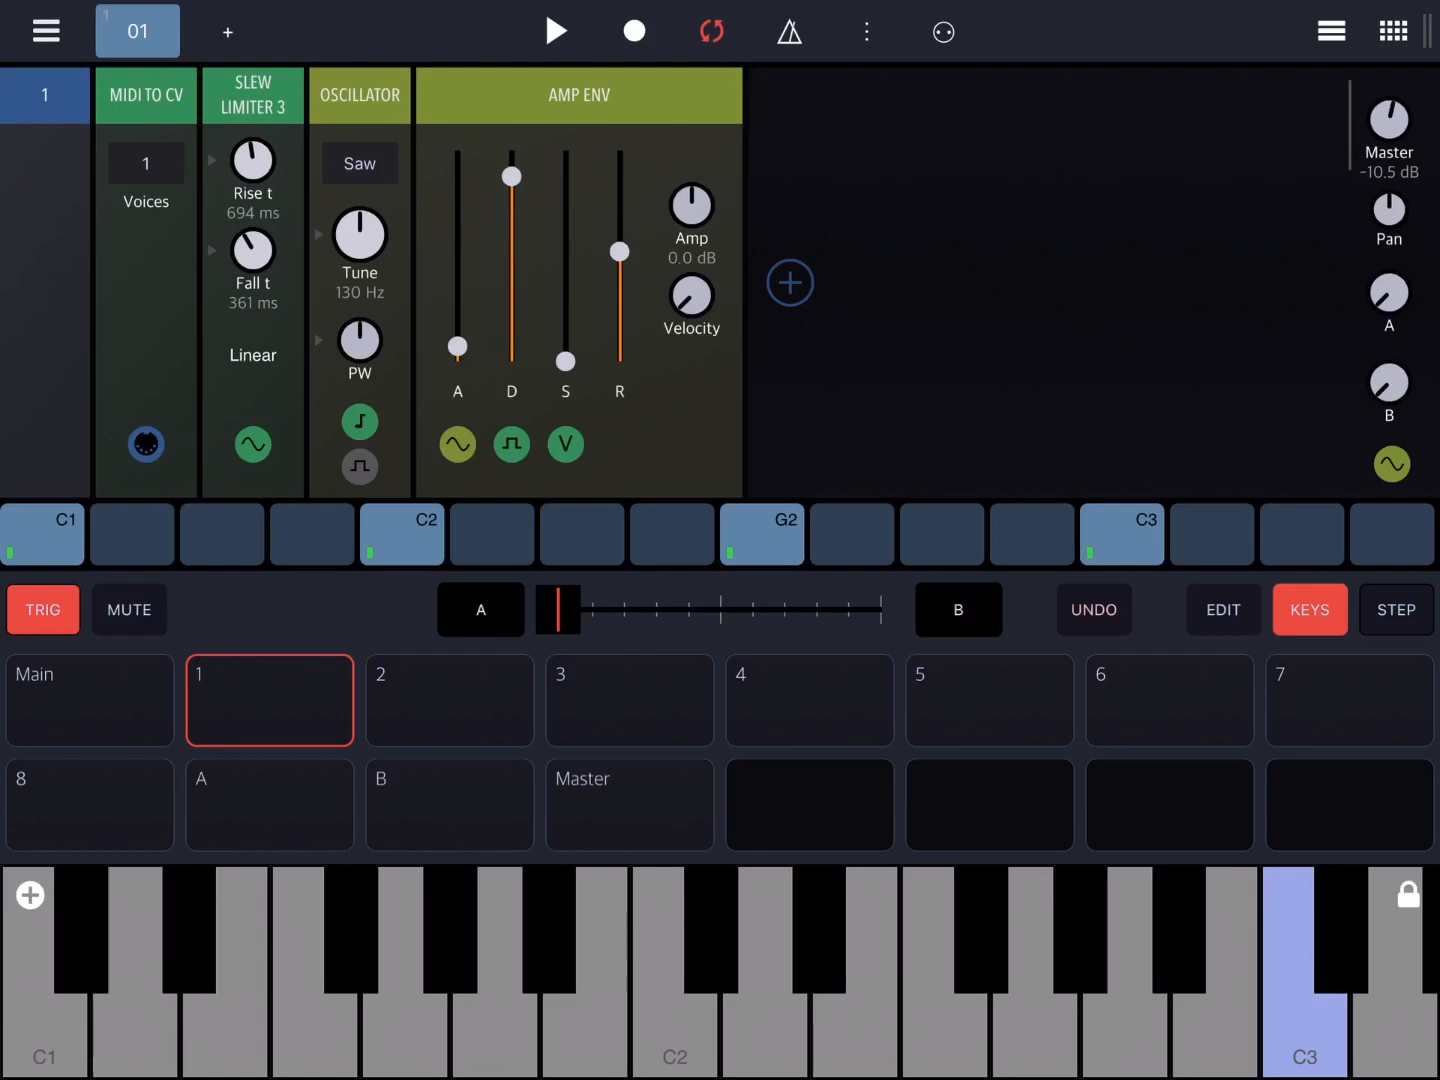 1
01
+
1
MIDI TO CV
SLEW
LIMITER 3
OSCILLATOR
AMP ENV
1
Voices
Rise t
694 ms
Fall t
361 ms
Linear
Saw
Tune
130 Hz
PW
A
D
S
R
V
Amp
0.0 dB
Velocity
Master
-10.5 dB
Pan
A
B
C1
C2
G2
C3
TRIG
MUTE
A
B
UNDO
EDIT
KEYS
STEP
Main
1
2
3
4
5
6
7
8
A
B
Master
C1
C2
C3